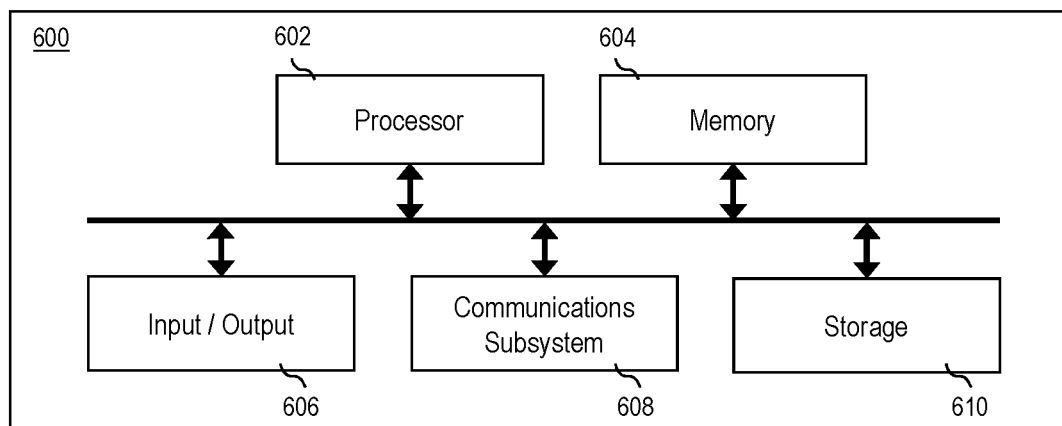 600
602
604
Processor
Memory
Input / Output
Communications
Subsystem
Storage
606
608
610